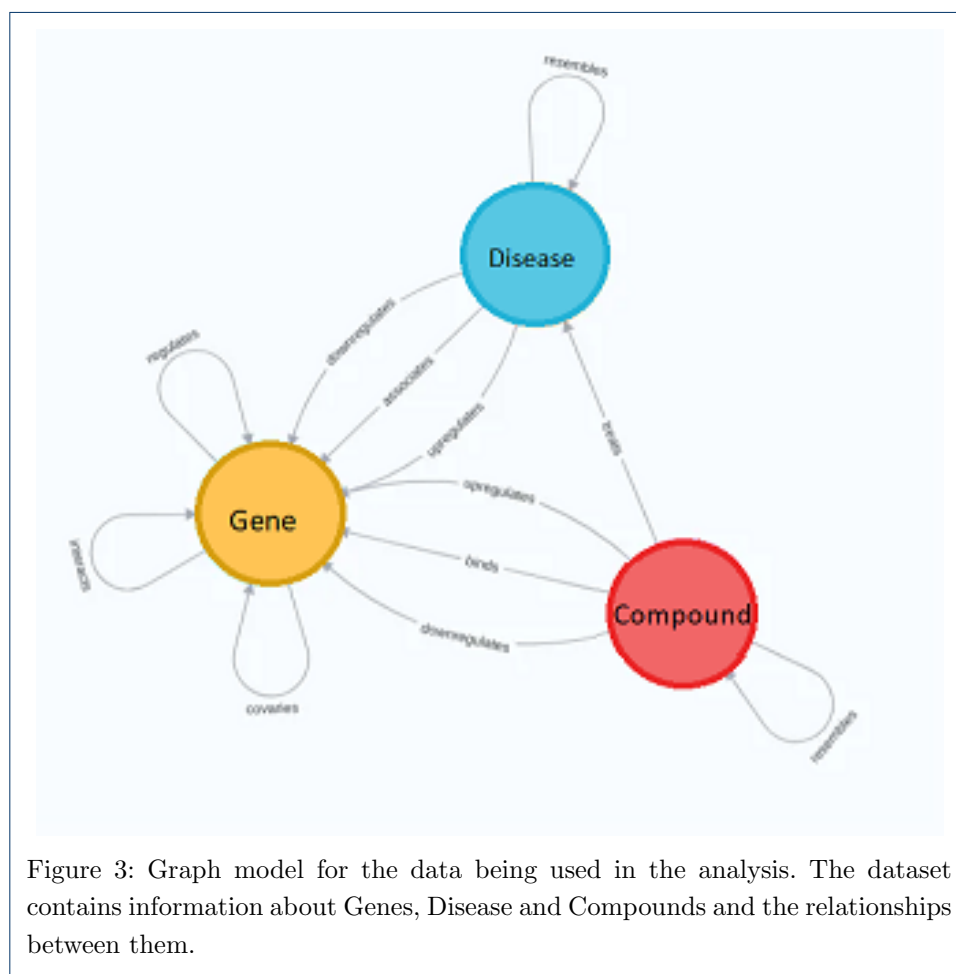 resembles
Disease
downregulates
associates
upregulates
regulates
treats
upregulates
Gene
binds
interacts
Compound
downregulates
covaries
resembles
Figure 3: Graph model for the data being used in the analysis. The dataset
contains information about Genes, Disease and Compounds and the relationships
between them.